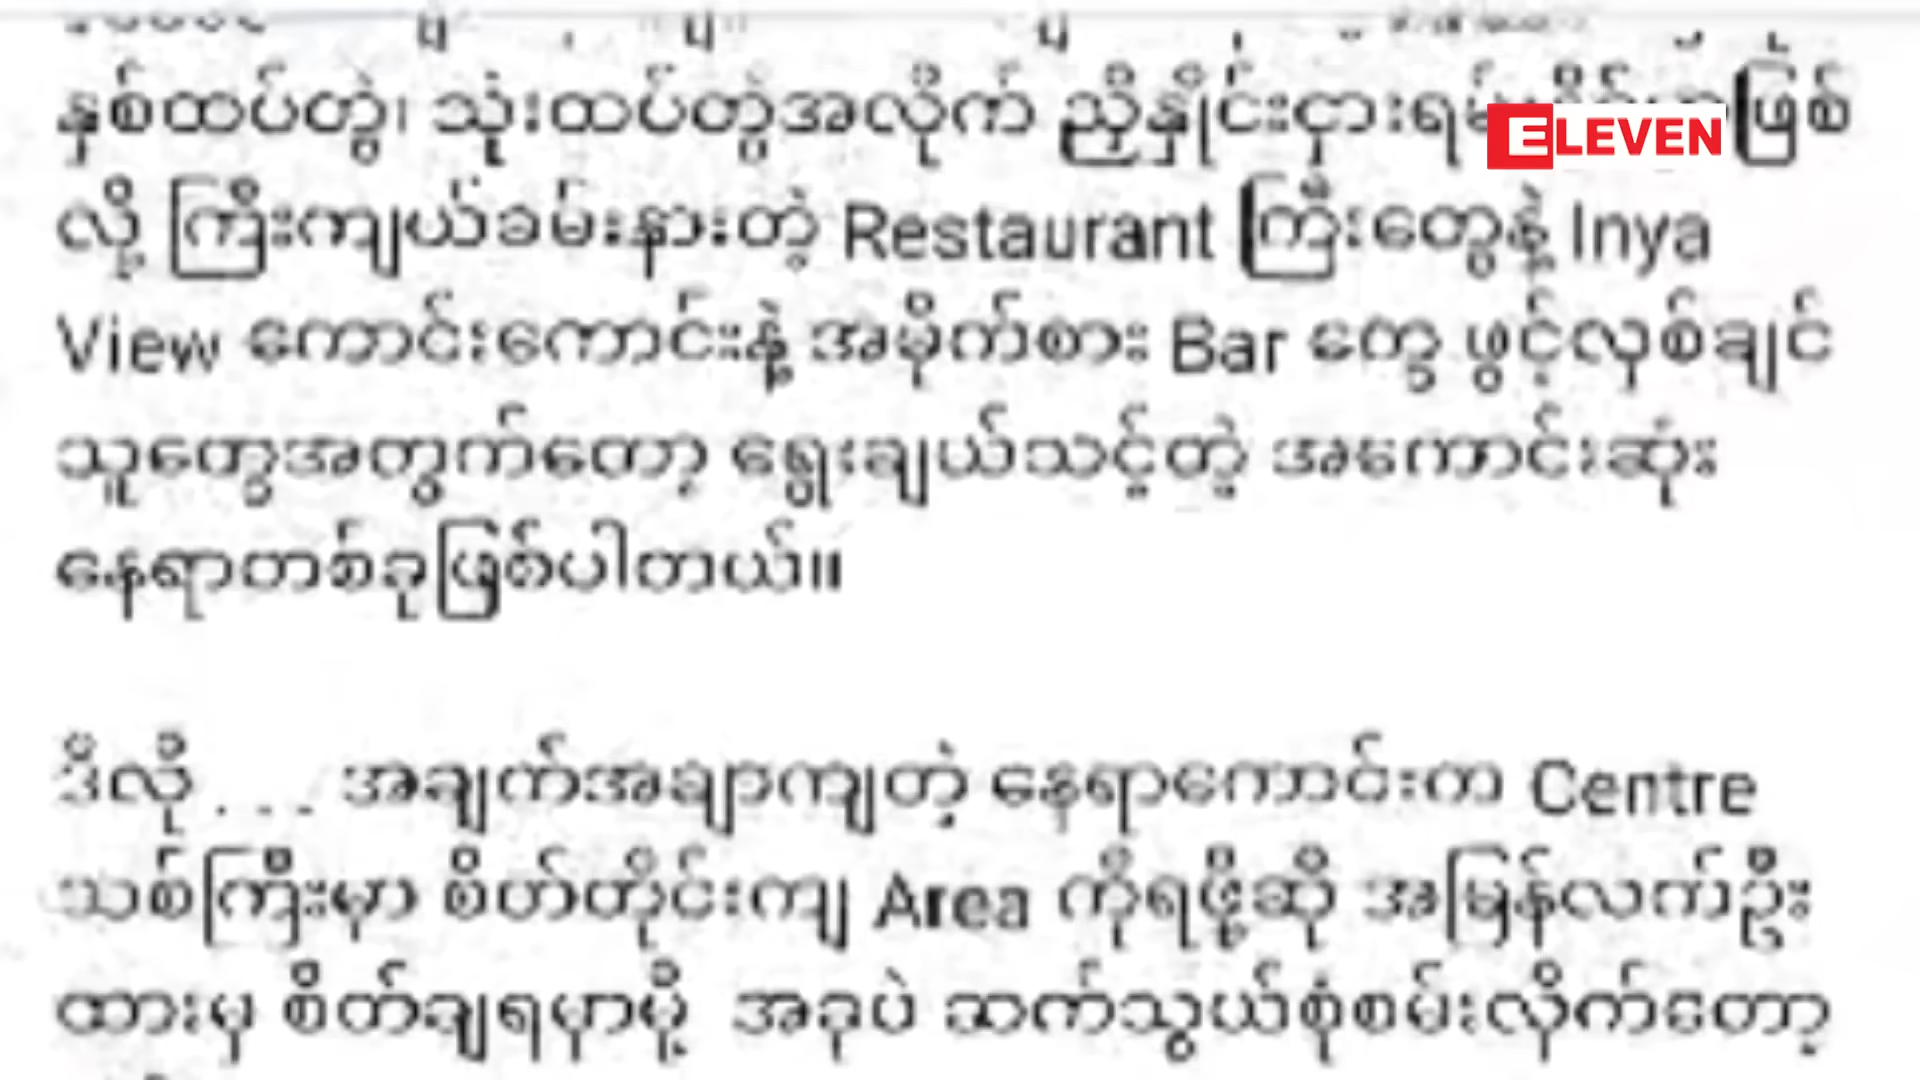 နှစ်ထပ်တွဲ၊ သုံးထပ်တွဲအလိုက် ညှိနှိုင်းငှားရမ်း ဖြစ်
ELEVEN
လို့ ကြီးကျယ်ခမ်းနားတဲ့ Restaurant ကြီးတွေနဲ့ Inya
View ကောင်းကောင်းနဲ့ အမိုက်စား Bar တွေ ဖွင့်လှစ်ချင်
သူတွေအတွက်တော့ ရွေးချယ်သင့်တဲ့ အကောင်းဆုံး
နေရာတစ်ခုဖြစ်ပါတယ်။
ဒီလို . . . အချက်အချာကျတဲ့ နေရာကောင်းက Centre
သစ်ကြီးမှာ စိတ်တိုင်းကျ Area ကိုရဖို့ဆို အမြန်လက်ဦး
ထားမှ စိတ်ချရမှာမို့ အခုပဲ ဆက်သွယ်စုံစမ်းလိုက်တော့